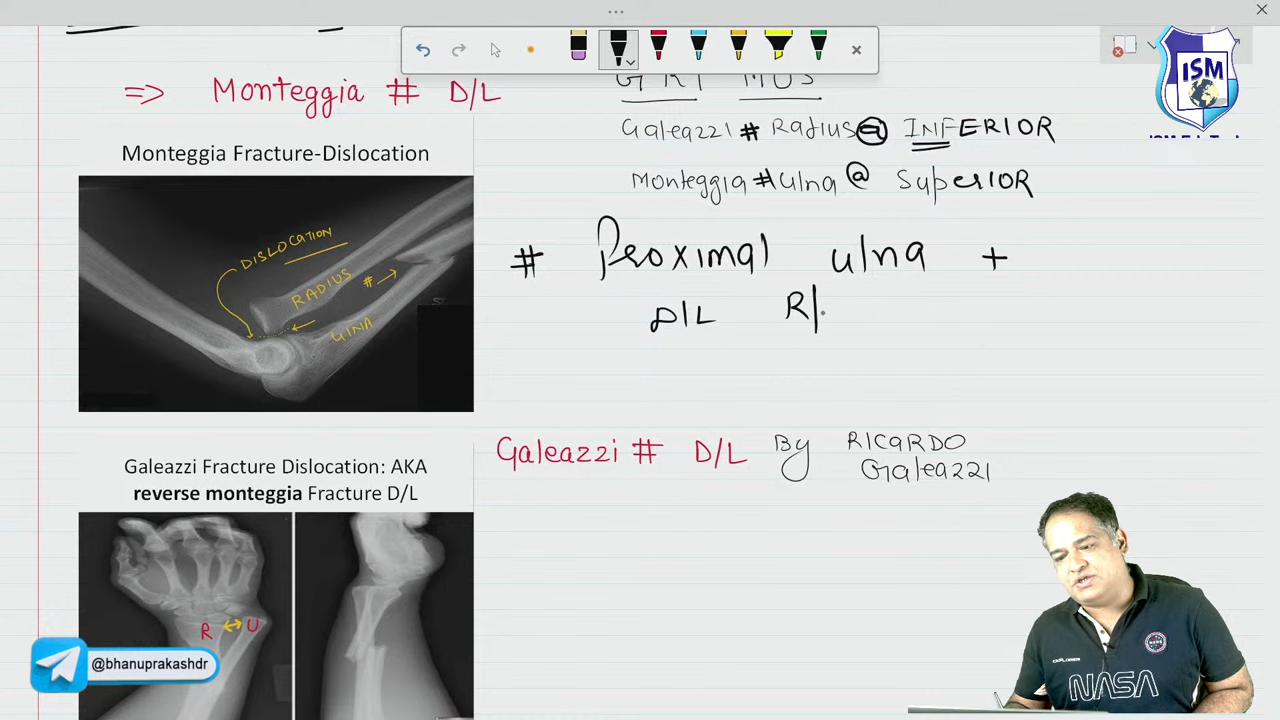 ⇒ Monteggia # D/L
GRI MUS
Galeazzi # Radius @ INFERIOR
Monteggia # Ulna @ SupeRIOR
Monteggia Fracture-Dislocation
DISLOCATION
RADIUS #
ULNA
# Proximal ulna +
D/L R/
ISM
Galeazzi Fracture Dislocation: AKA
reverse monteggia Fracture D/L
Galeazzi # D/L By RICARDO
Galeazzi
R U
@bhanuprakashdr
EXPLORER
NASA